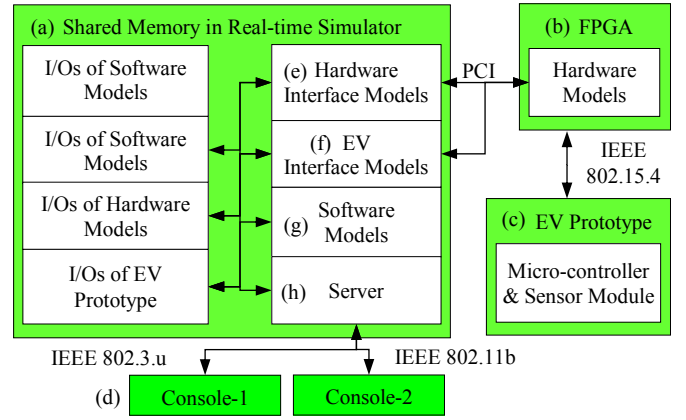 (a) Shared Memory in Real-time Simulator
I/Os of Software
Models
I/Os of Software
Models
I/Os of Hardware
Models
I/Os of EV
Prototype
(e) Hardware
Interface Models
(f) EV
Interface Models
(g) Software
Models
(h) Server
PCI
(b) FPGA
Hardware
Models
IEEE
802.15.4
(c) EV Prototype
Micro-controller
& Sensor Module
IEEE 802.3.u
IEEE 802.11b
(d) Console-1
Console-2